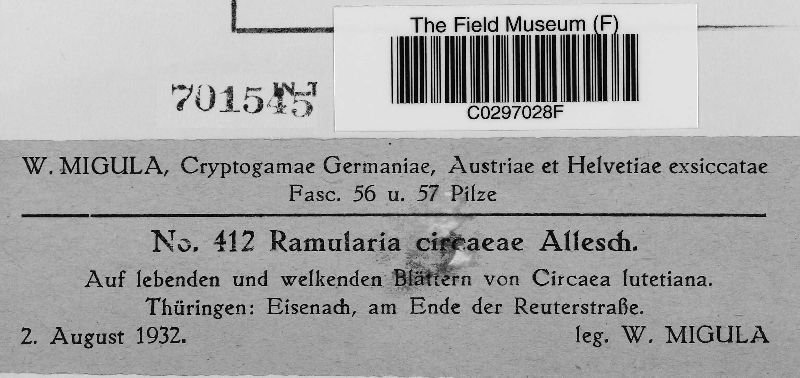 The Field Museum (F)
C0297028F
701545
W. MIGULA, Cryptogamae Germaniae, Austriae et Helvetiae exsiccatae
Fasc. 56 u. 57 Pilze
No. 412 Ramularia circaeae Allesch.
Auf lebenden und welkenden Blättern von Circaea lutetiana.
Thüringen: Eisenach, am Ende der Reuterstraße.
2. August 1932. leg. W. MIGULA